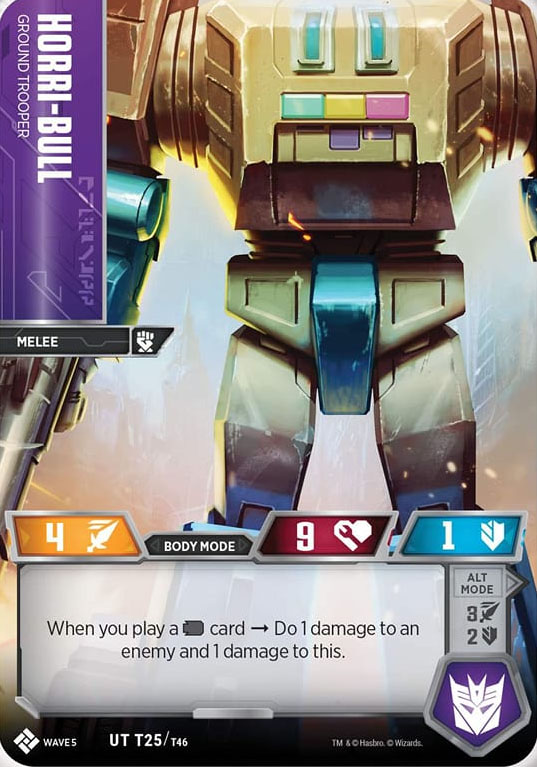 HORRI-BULL
GROUND TROOPER
MELEE
4
BODY MODE
9
1
When you play a card → Do 1 damage to an
enemy and 1 damage to this.
ALT
MODE
3
2
WAVE 5
UT T25/T46
TM & © Hasbro. © Wizards.